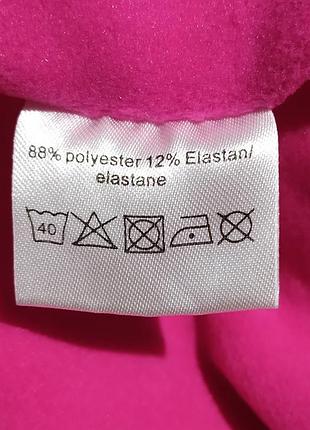 88% polyester 12% Elastan/
elastane
40